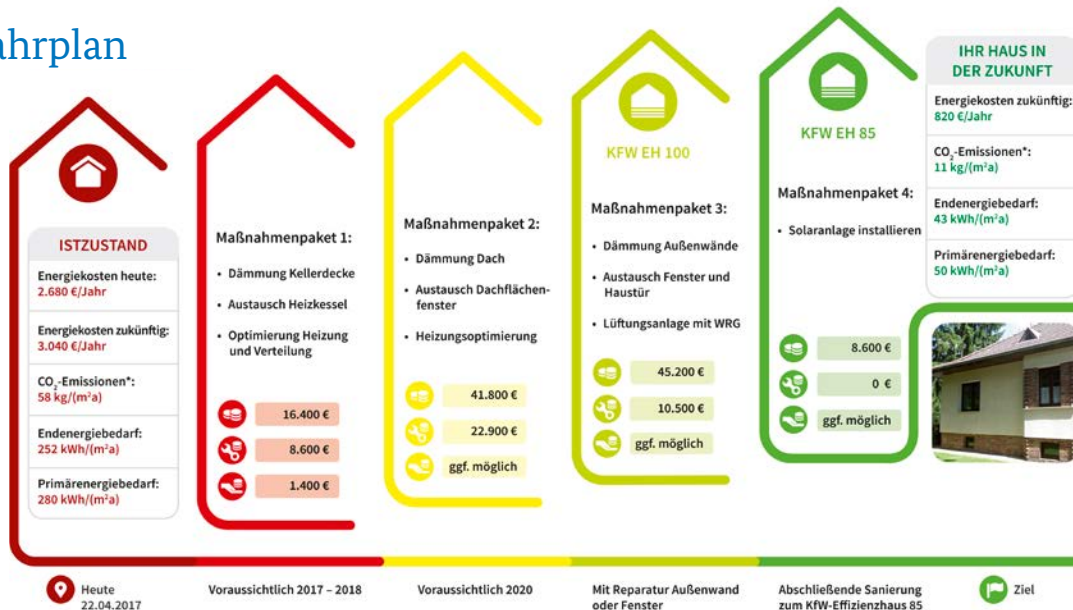 ahrplan
ISTZUSTAND
Energiekosten heute:
2.680 €/Jahr
Energiekosten zukünftig:
3.040 €/Jahr
CO₂-Emissionen*:
58 kg/(m²a)
Endenergiebedarf:
252 kWh/(m²a)
Primärenergiebedarf:
280 kWh/(m²a)
Maßnahmenpaket 1:
• Dämmung Kellerdecke
• Austausch Heizkessel
• Optimierung Heizung
und Verteilung
16.400 €
8.600 €
1.400 €
Maßnahmenpaket 2:
• Dämmung Dach
• Austausch Dachflächen-
fenster
• Heizungsoptimierung
41.800 €
22.900 €
ggf. möglich
KFW EH 100
Maßnahmenpaket 3:
• Dämmung Außenwände
• Austausch Fenster und
Haustür
• Lüftungsanlage mit WRG
45.200 €
10.500 €
ggf. möglich
KFW EH 85
Maßnahmenpaket 4:
• Solaranlage installieren
8.600 €
0 €
ggf. möglich
IHR HAUS IN
DER ZUKUNFT
Energiekosten zukünftig:
820 €/Jahr
CO₂-Emissionen*:
11 kg/(m²a)
Endenergiebedarf:
43 kWh/(m²a)
Primärenergiebedarf:
50 kWh/(m²a)
Heute
22.04.2017
Voraussichtlich 2017 – 2018
Voraussichtlich 2020
Mit Reparatur Außenwand
oder Fenster
Abschließende Sanierung
zum KfW-Effizienzhaus 85
Ziel